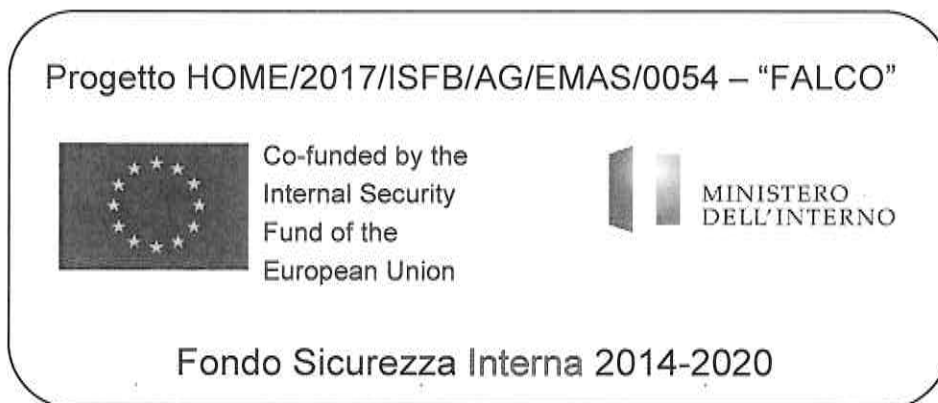 Progetto HOME/2017/ISFB/AG/EMAS/0054 – “FALCO”
Co-funded by the
Internal Security
Fund of the
European Union
MINISTERO
DELL'INTERNO
Fondo Sicurezza Interna 2014-2020